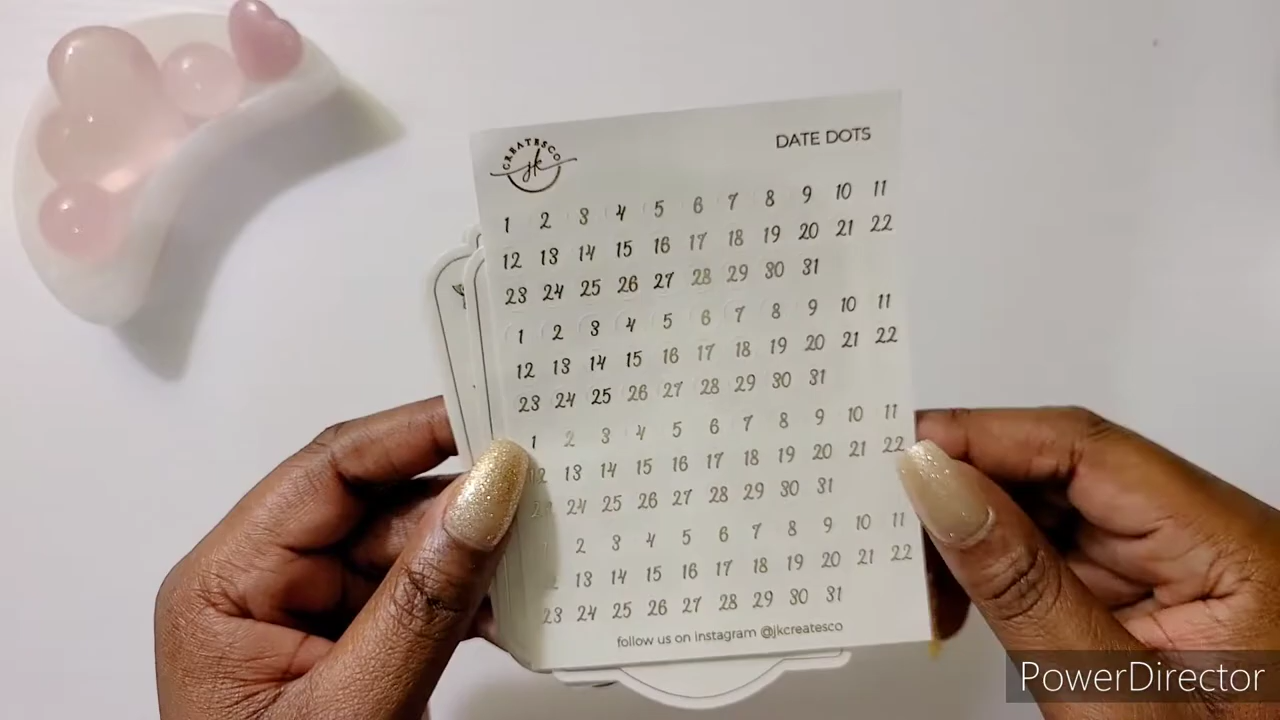 CREATESCO
jk
DATE DOTS
1 2 3 4 5 6 7 8 9 10 11
12 13 14 15 16 17 18 19 20 21 22
23 24 25 26 27 28 29 30 31
1 2 3 4 5 6 7 8 9 10 11
12 13 14 15 16 17 18 19 20 21 22
23 24 25 26 27 28 29 30 31
1 2 3 4 5 6 7 8 9 10 11
12 13 14 15 16 17 18 19 20 21 22
23 24 25 26 27 28 29 30 31
1 2 3 4 5 6 7 8 9 10 11
2 13 14 15 16 17 18 19 20 21 22
23 24 25 26 27 28 29 30 31
follow us on instagram @jkcreatesco
PowerDirector